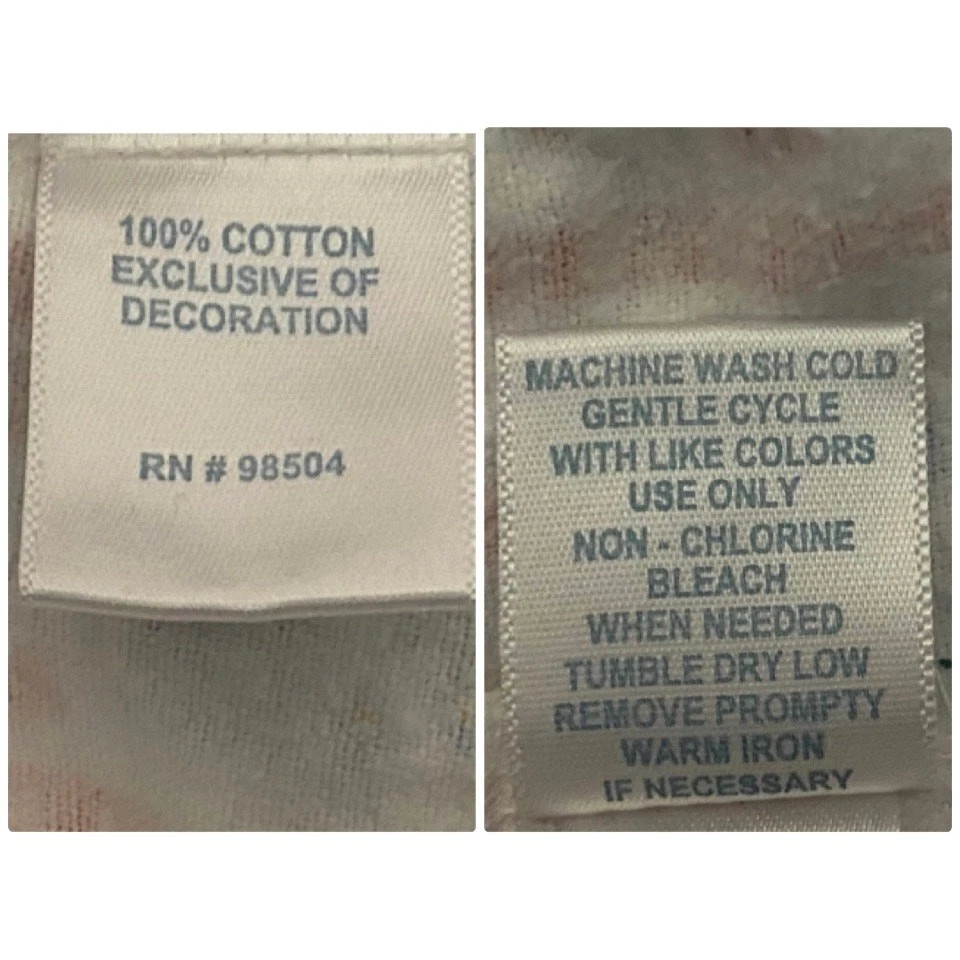 100% COTTON
EXCLUSIVE OF
DECORATION
RN # 98504
MACHINE WASH COLD
GENTLE CYCLE
WITH LIKE COLORS
USE ONLY
NON - CHLORINE
BLEACH
WHEN NEEDED
TUMBLE DRY LOW
REMOVE PROMPTY
WARM IRON
IF NECESSARY